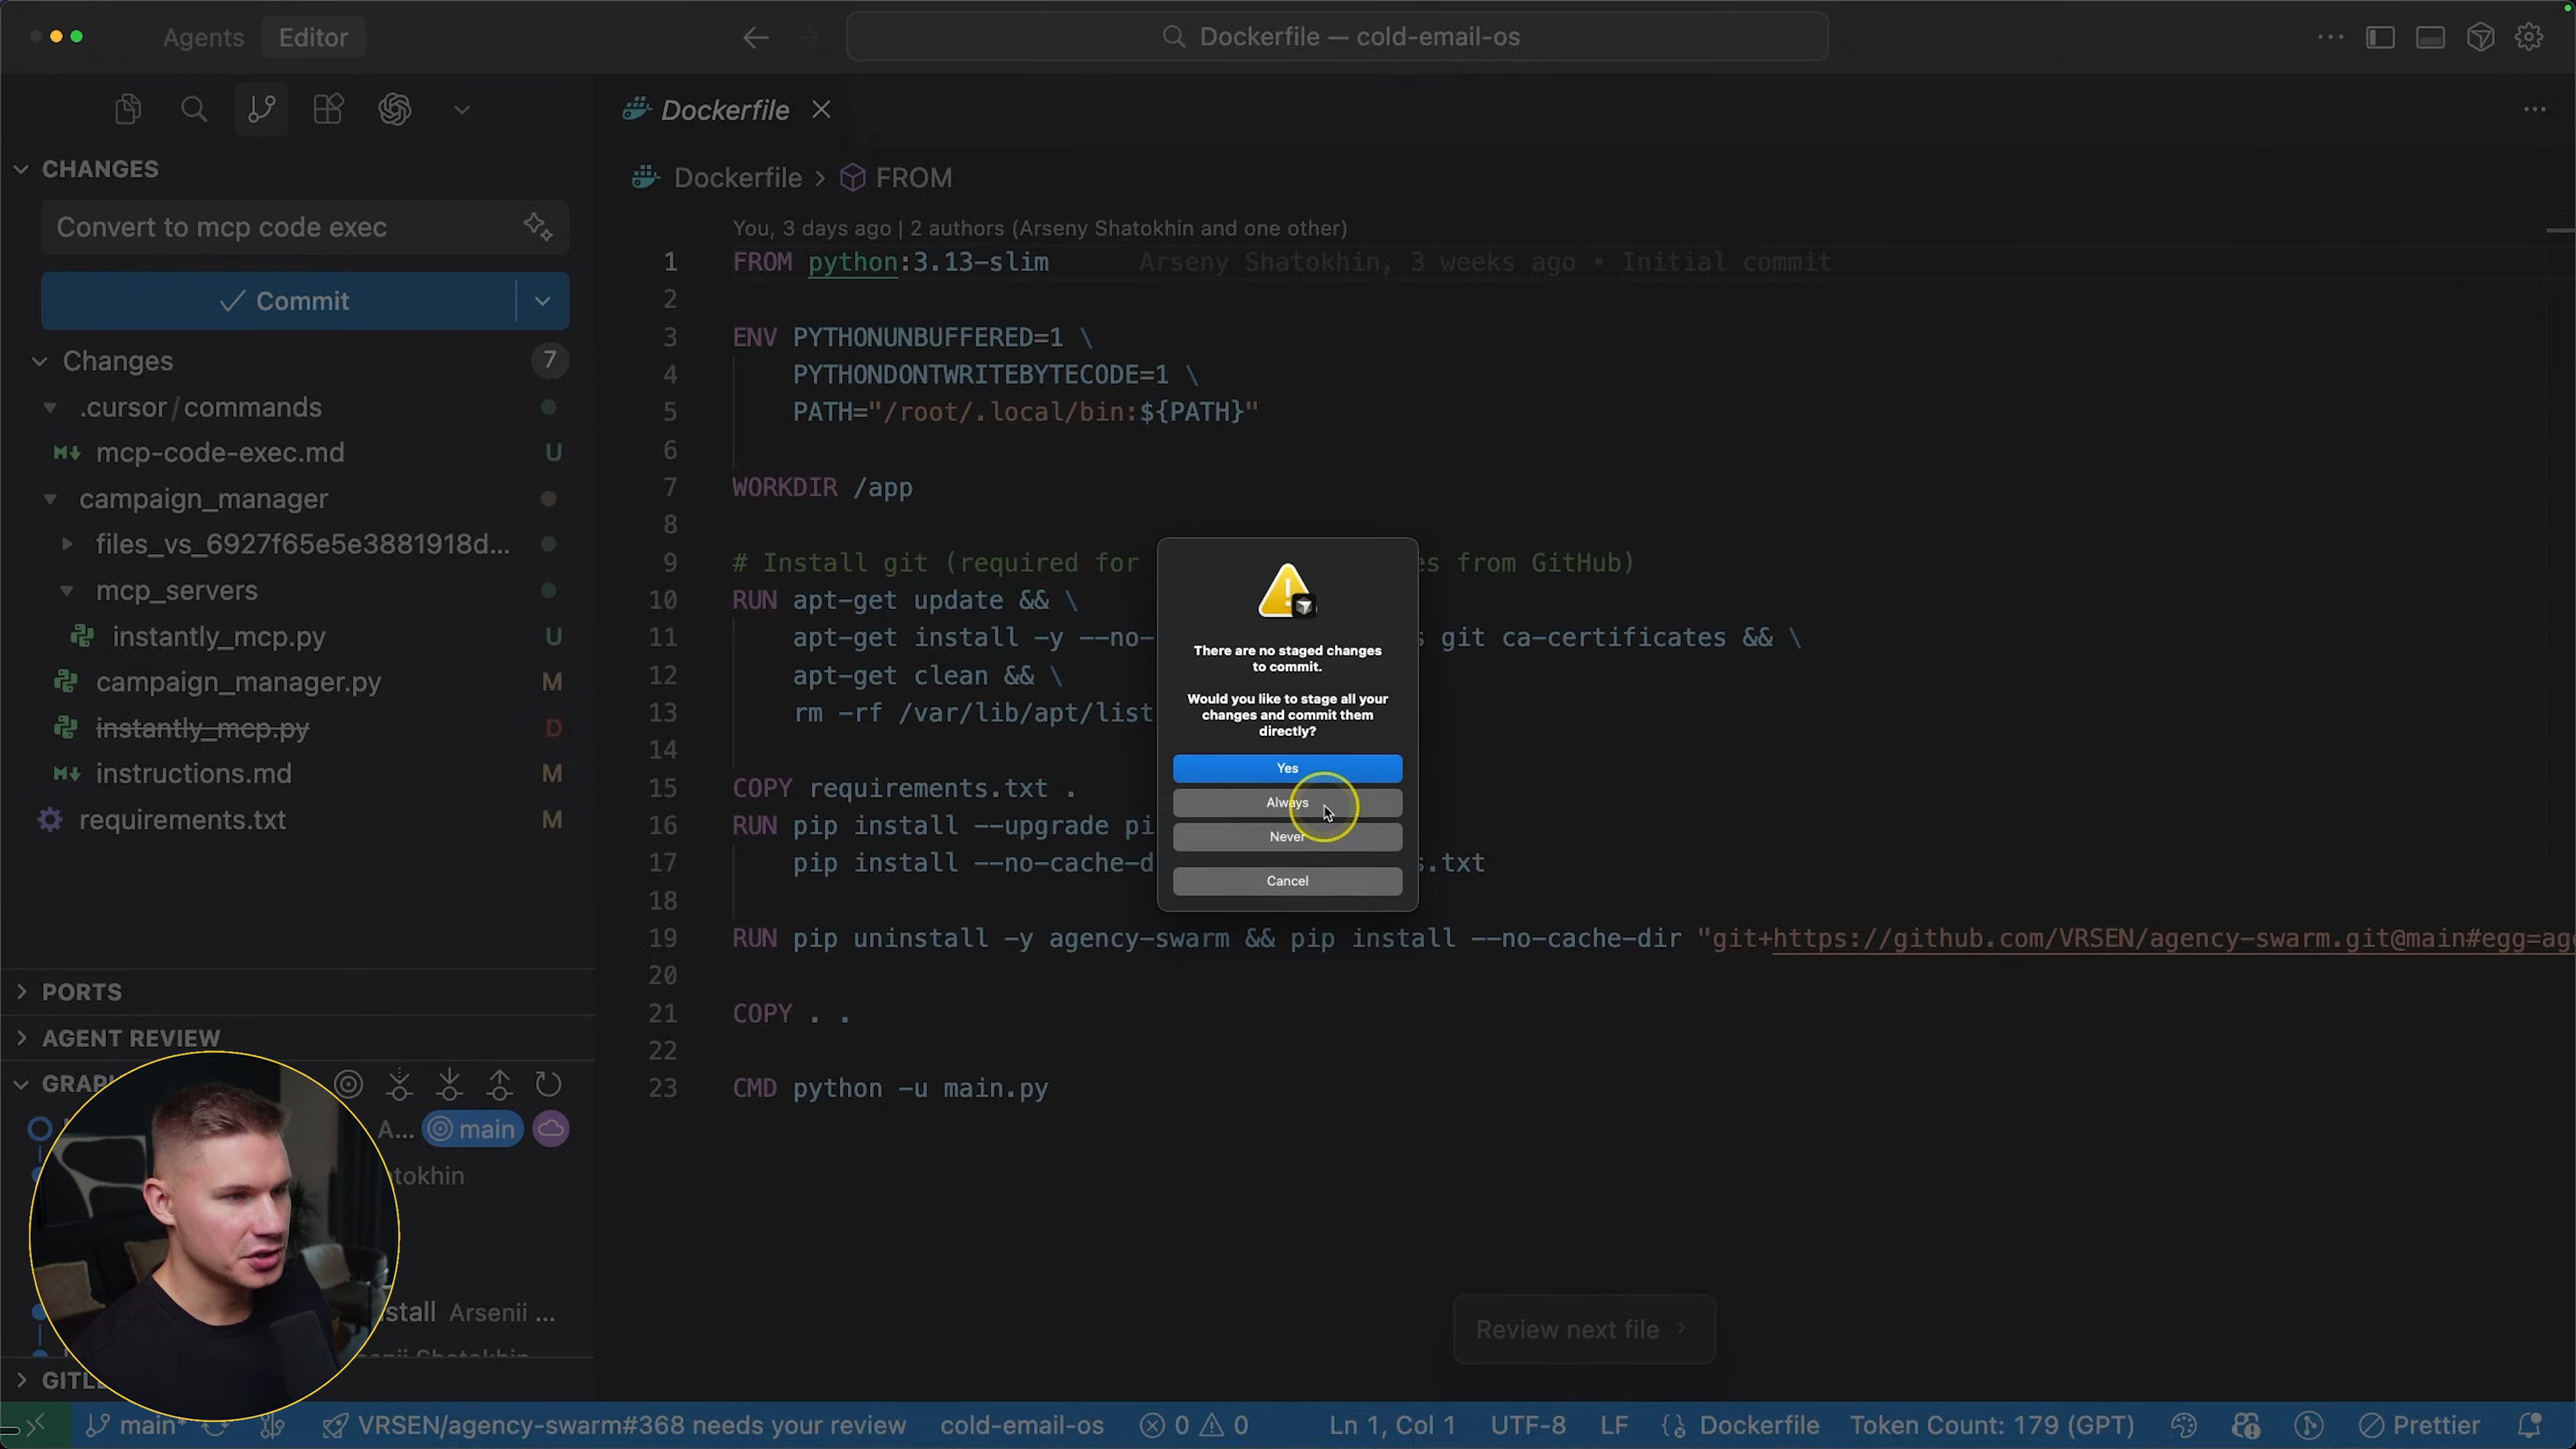 Agents Editor
Dockerfile — cold-email-os
CHANGES
Convert to mcp code exec
Commit
Changes 7
.cursor/commands
mcp-code-exec.md U
campaign_manager
files_vs_6927f65e5e3881918d...
mcp_servers
instantly_mcp.py U
campaign_manager.py M
instantly_mcp.py D
instructions.md M
requirements.txt M
PORTS
AGENT REVIEW
A... main
stall Arsenii ...
Dockerfile
Dockerfile > FROM
You, 3 days ago | 2 authors (Arseny Shatokhin and one other)
1 FROM python:3.13-slim Arseny Shatokhin, 3 weeks ago • Initial commit
2
3 ENV PYTHONUNBUFFERED=1 \
4 PYTHONDONTWRITEBYTECODE=1 \
5 PATH="/root/.local/bin:${PATH}"
6
7 WORKDIR /app
8
9 # Install git (required for es from GitHub)
10 RUN apt-get update && \
11 apt-get install -y --no- s git ca-certificates && \
12 apt-get clean && \
13 rm -rf /var/lib/apt/list
14
15 COPY requirements.txt .
16 RUN pip install --upgrade pi
17 pip install --no-cache-d s.txt
18
19 RUN pip uninstall -y agency-swarm && pip install --no-cache-dir "git+https://github.com/VRSEN/agency-swarm.git@main#egg=age
20
21 COPY . .
22
23 CMD python -u main.py
There are no staged changes
to commit.
Would you like to stage all your
changes and commit them
directly?
Yes
Always
Never
Cancel
Review next file >
main* VRSEN/agency-swarm#368 needs your review cold-email-os 0 0 Ln 1, Col 1 UTF-8 LF {} Dockerfile Token Count: 179 (GPT) Prettier